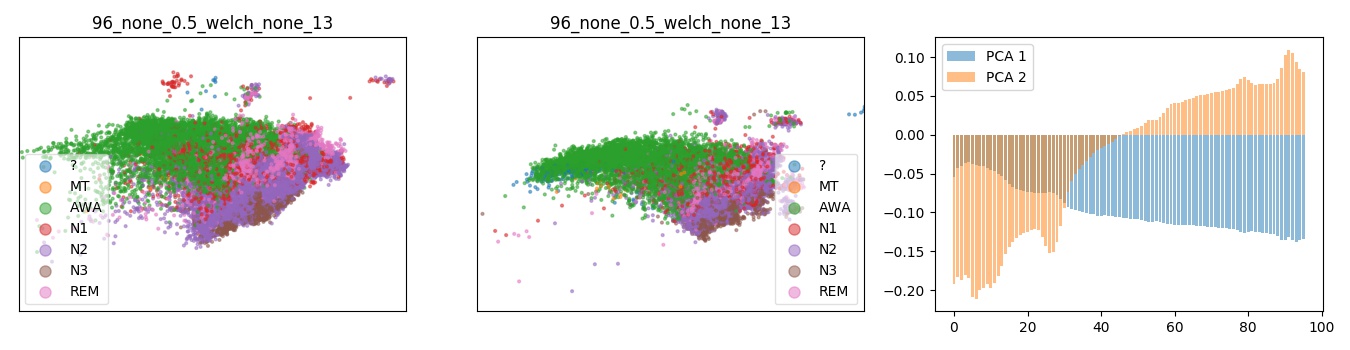 96_none_0.5_welch_none_13
?
MT
AWA
N1
N2
N3
REM
96_none_0.5_welch_none_13
?
MT
AWA
N1
N2
N3
REM
PCA 1
PCA 2
0.10
0.05
0.00
−0.05
−0.10
−0.15
−0.20
0 20 40 60 80 100